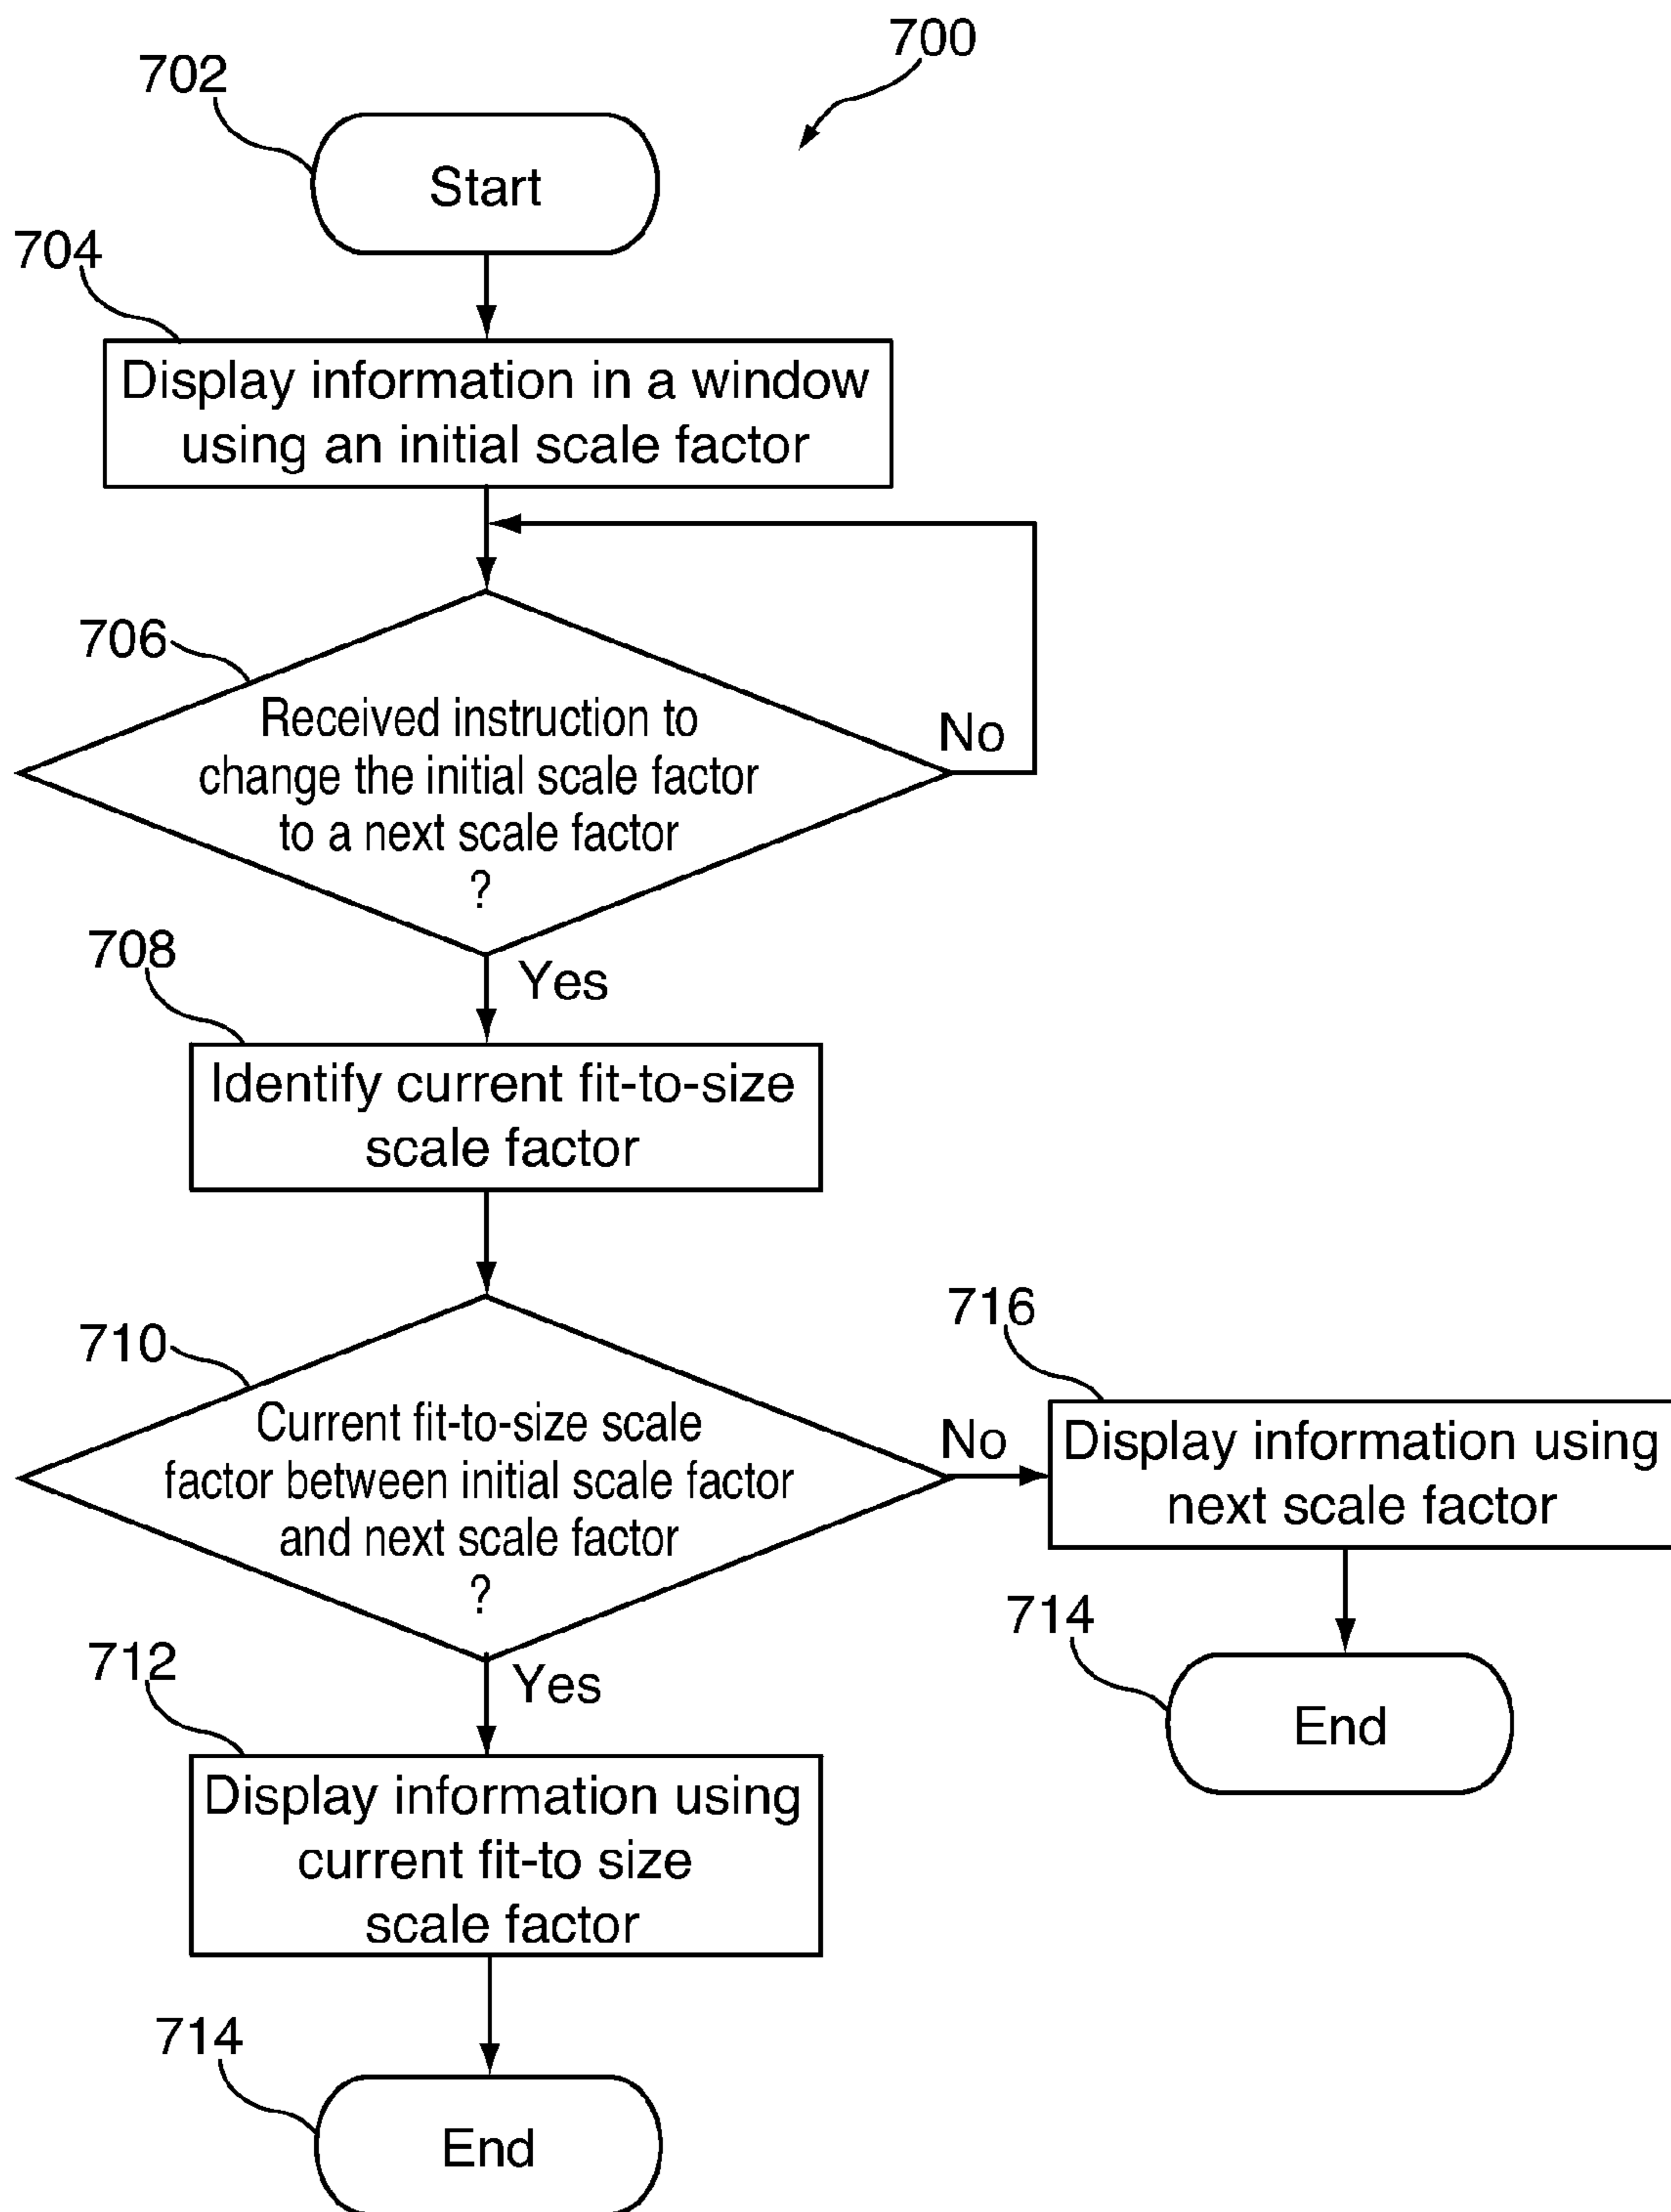 700
702
Start
704
Display information in a window
using an initial scale factor
706
Received instruction to
change the initial scale factor
to a next scale factor
?
No
708
Yes
Identify current fit-to-size
scale factor
710
Current fit-to-size scale
factor between initial scale factor
and next scale factor
?
No
716
Display information using
next scale factor
714
End
712
Yes
Display information using
current fit-to size
scale factor
714
End